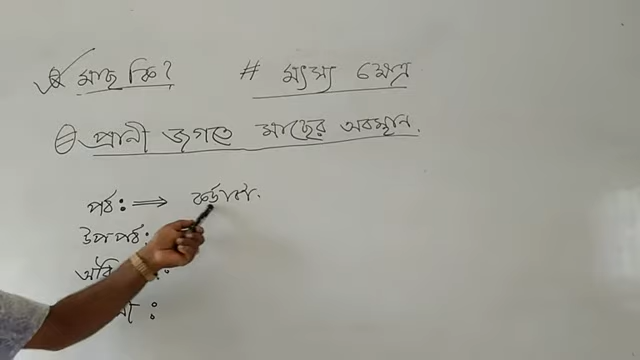 মাছ কি? # মৎস্য ক্ষেত্র
প্রানী জগতে মাছের অবস্থান.
পর্ব: ⇒ কর্ডাটা.
উপপর্ব:
:
: